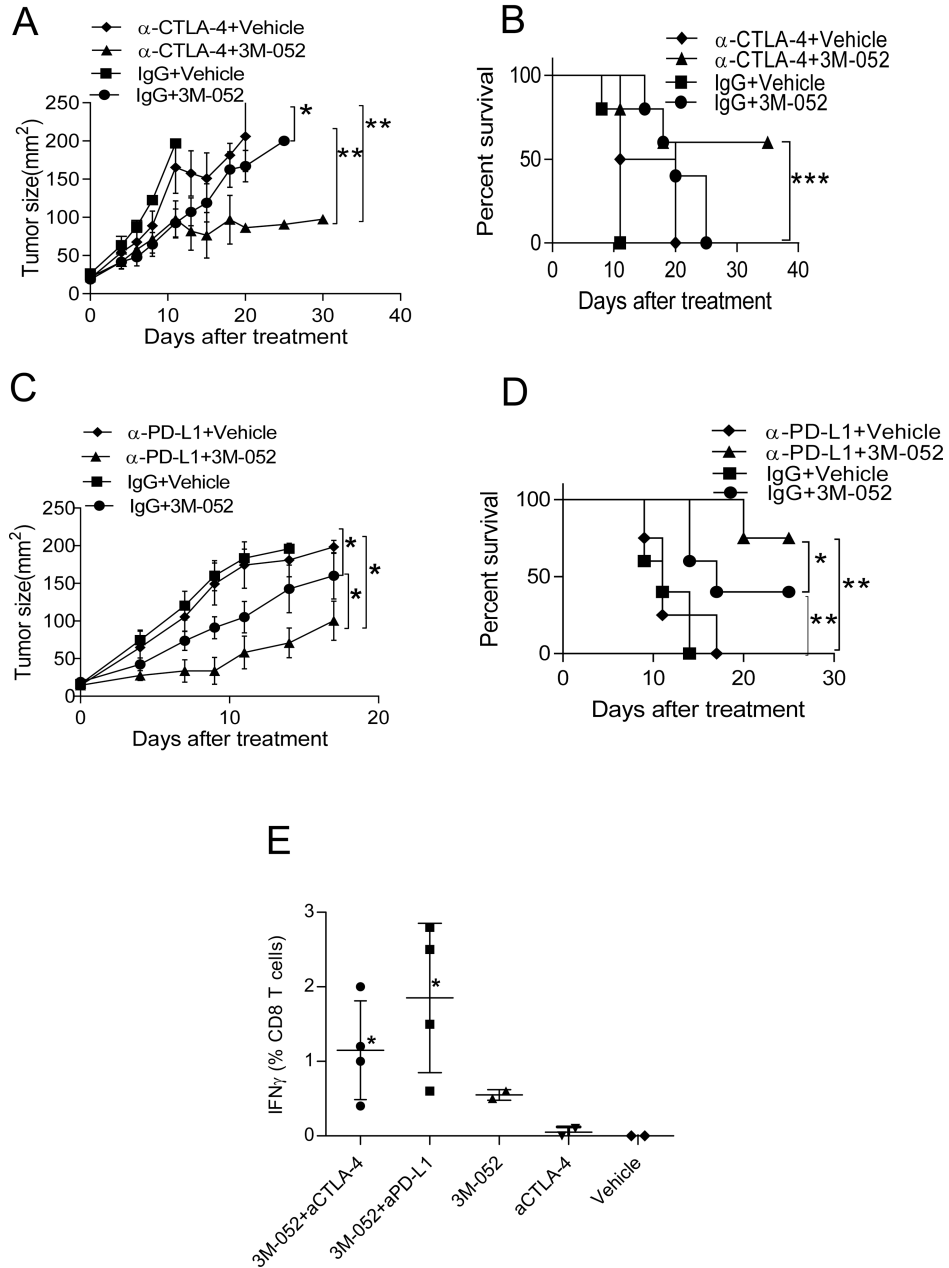 A
α-CTLA-4+Vehicle
α-CTLA-4+3M-052
IgG+Vehicle
IgG+3M-052
250
200
150
100
50
0
Tumor size(mm2)
0 10 20 30 40
Days after treatment
*
**
**
B
α-CTLA-4+Vehicle
α-CTLA-4+3M-052
IgG+Vehicle
IgG+3M-052
100
50
0
Percent survival
0 10 20 30 40
Days after treatment
***
C
α-PD-L1+Vehicle
α-PD-L1+3M-052
IgG+Vehicle
IgG+3M-052
250
200
150
100
50
0
Tumor size(mm2)
0 10 20
Days after treatment
*
*
*
D
α-PD-L1+Vehicle
α-PD-L1+3M-052
IgG+Vehicle
IgG+3M-052
100
50
0
Percent survival
0 10 20 30
Days after treatment
*
**
**
E
3
2
1
0
IFNγ (% CD8 T cells)
*
*
3M-052+aCTLA-4
3M-052+aPD-L1
3M-052
aCTLA-4
Vehicle